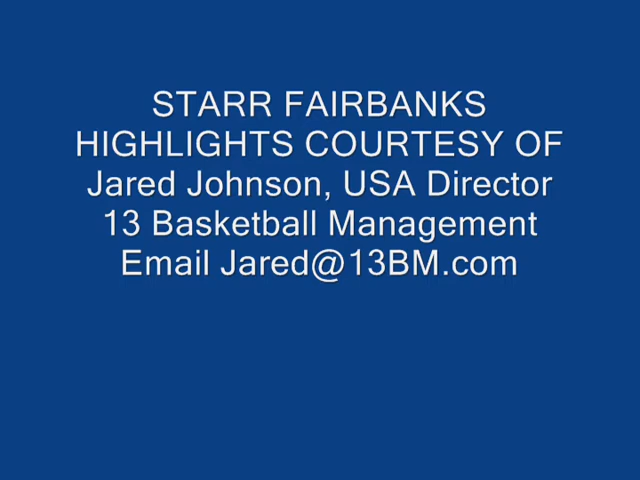 STARR FAIRBANKS
HIGHLIGHTS COURTESY OF
Jared Johnson, USA Director
13 Basketball Management
Email Jared@13BM.com